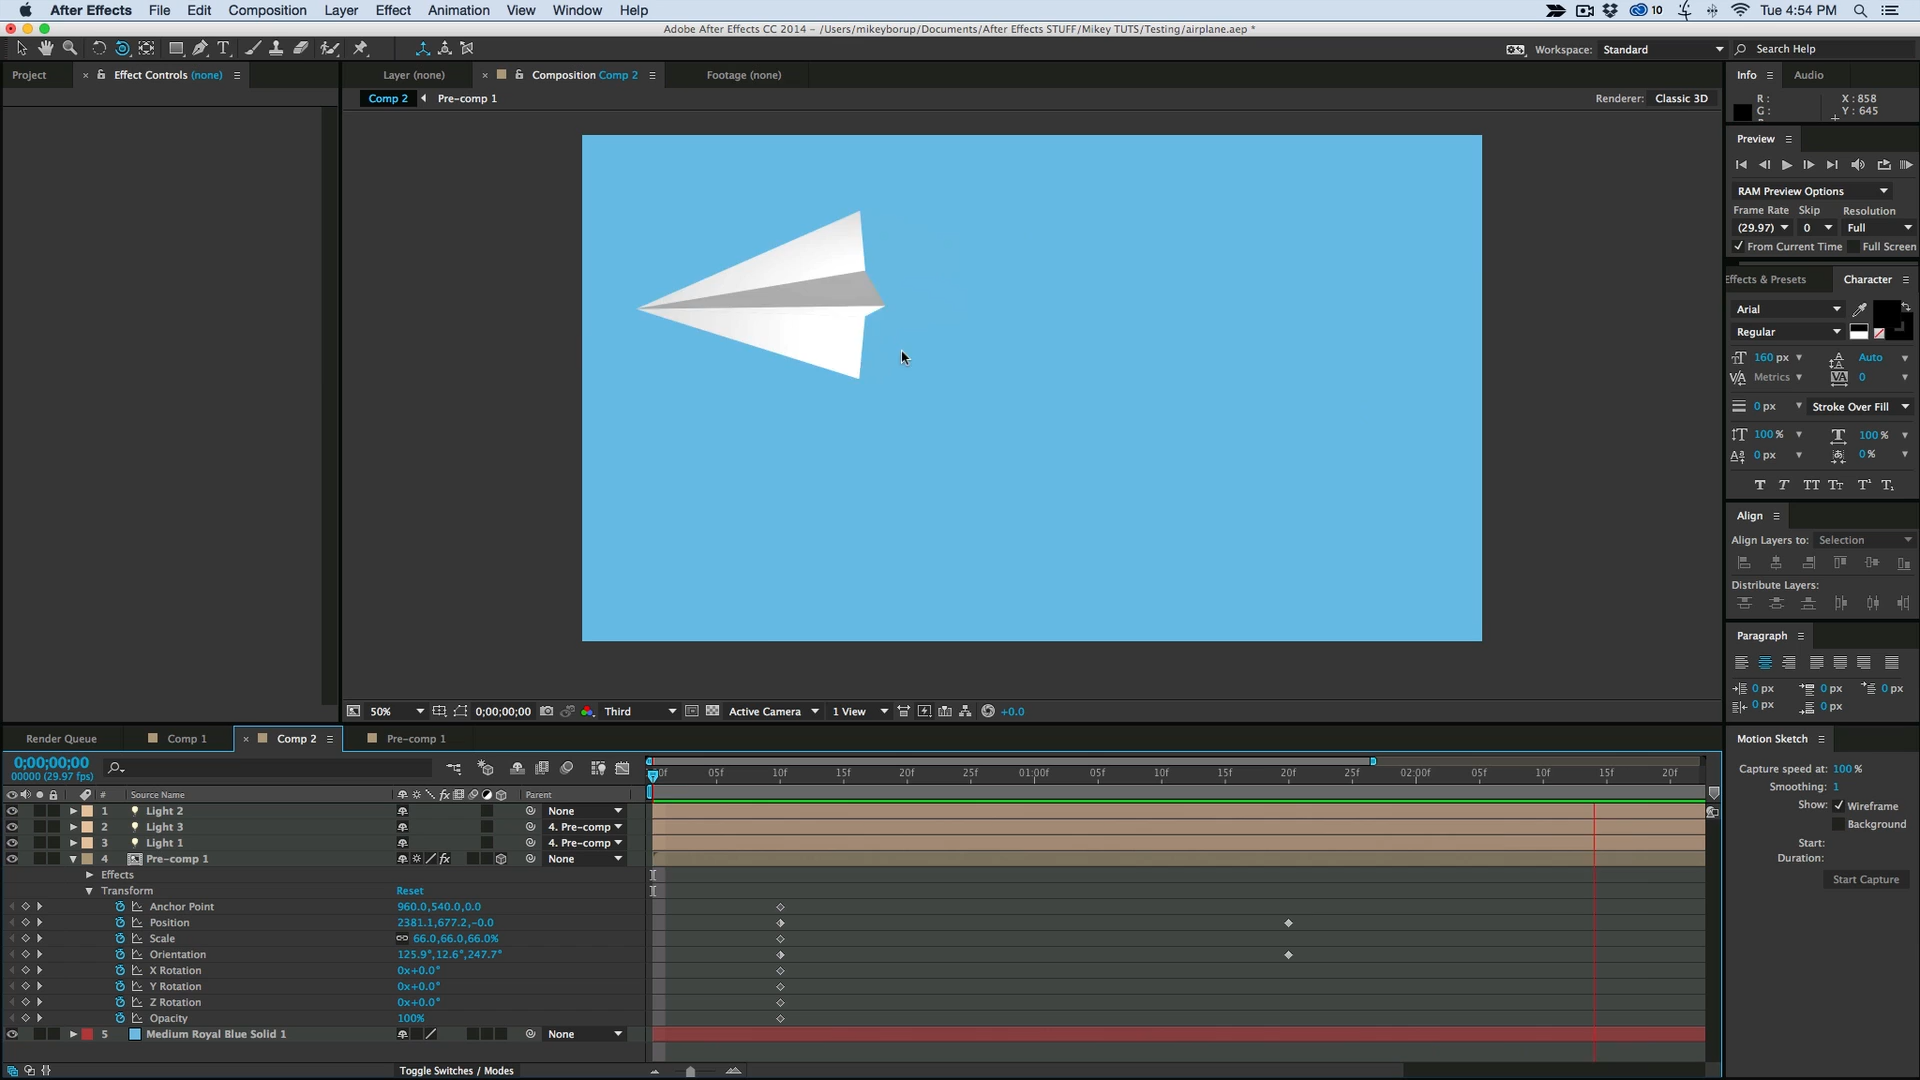 After Effects File Edit Composition Layer Effect Animation View Window Help 10 Tue 4:54 PM
Adobe After Effects CC 2014 – /Users/mikeyborup/Documents/After Effects STUFF/Mikey TUTS/Testing/airplane.aep *
Workspace: Standard Search Help
Project Effect Controls (none) Layer (none) Composition Comp 2 Footage (none) Info Audio
Comp 2 Pre-comp 1 Renderer: Classic 3D
R: X : 858
G: Y : 645
Preview
RAM Preview Options
Frame Rate Skip Resolution
(29.97) 0 Full
From Current Time Full Screen
Effects & Presets Character
Arial
Regular
160 px Auto
Metrics 0
0 px Stroke Over Fill
100 % 100 %
0 px 0 %
T T TT Tt T¹ T₁
Align
Align Layers to: Selection
Distribute Layers:
Paragraph
0 px 0 px 0 px
0 px 0 px
50% 0;00;00;00 Third Active Camera 1 View +0.0
Render Queue Comp 1 Comp 2 Pre-comp 1 Motion Sketch
0;00;00;00
00000 (29.97 fps)
00f 05f 10f 15f 20f 25f 01:00f 05f 10f 15f 20f 25f 02:00f 05f 10f 15f 20f
# Source Name Parent
1 Light 2 None
2 Light 3 4. Pre-comp
3 Light 1 4. Pre-comp
4 Pre-comp 1 fx None
Effects
Transform Reset
Anchor Point 960.0,540.0,0.0
Position 2381.1,677.2,-0.0
Scale 66.0,66.0,66.0%
Orientation 125.9°,12.6°,247.7°
X Rotation 0x+0.0°
Y Rotation 0x+0.0°
Z Rotation 0x+0.0°
Opacity 100%
5 Medium Royal Blue Solid 1 None
Toggle Switches / Modes
Capture speed at: 100 %
Smoothing: 1
Show: Wireframe
Background
Start:
Duration:
Start Capture